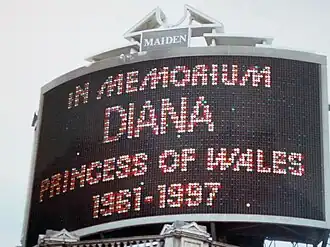 MAIDEN
IN MEMORIUM
DIANA
PRINCESS OF WALES
1961-1997